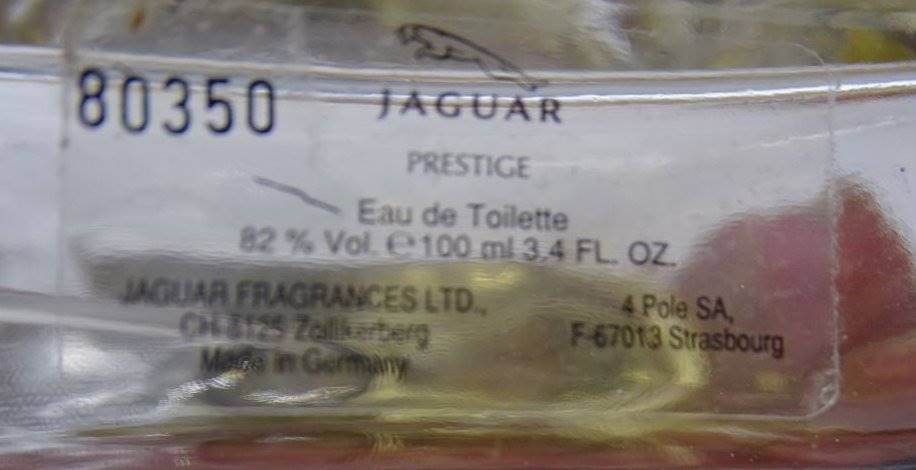 80350
JAGUAR
PRESTIGE
Eau de Toilette
82 % Vol. ℮ 100 ml 3,4 FL. OZ.
JAGUAR FRAGRANCES LTD.,
CH-8125 Zollikerberg
Made in Germany
4 Pole SA,
F-67013 Strasbourg